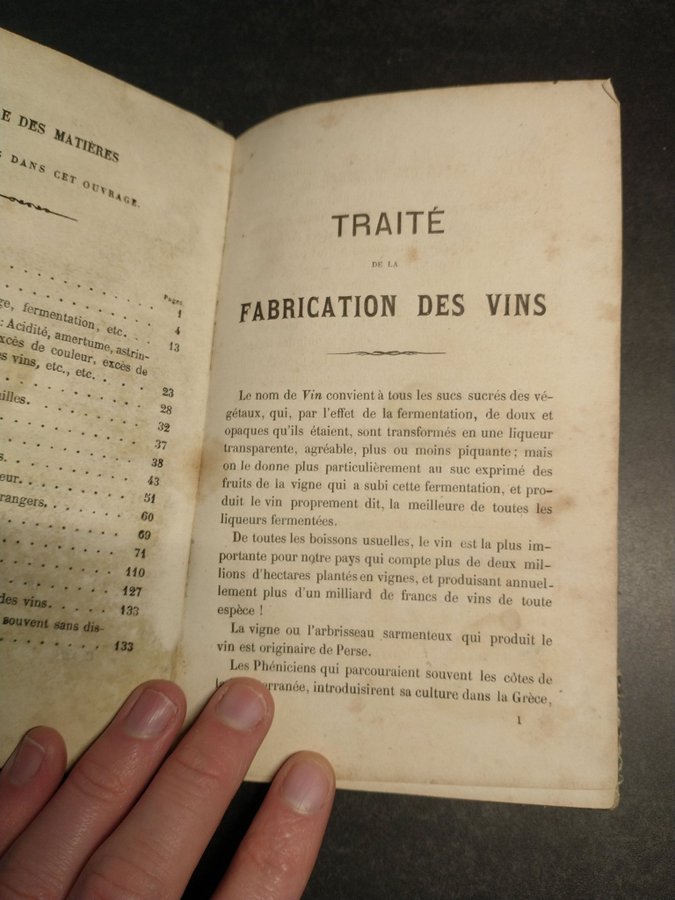 E DES MATIÈRES
DANS CET OUVRAGE.
Pages
1
4
ge, fermentation, etc. . . 13
: Acidité, amertume, astrin-
xcès de couleur, excès de
es vins, etc., etc. . . . . 23
28
uilles. 32
37
s. 38
43
eur. 51
rangers, 60
69
71
110
127
des vins. . . . . 133
souvent sans dis-
133
TRAITÉ
DE LA
FABRICATION DES VINS
Le nom de Vin convient à tous les sucs sucrés des vé-
gétaux, qui, par l'effet de la fermentation, de doux et
opaques qu'ils étaient, sont transformés en une liqueur
transparente, agréable, plus ou moins piquante ; mais
on le donne plus particulièrement au suc exprimé des
fruits de la vigne qui a subi cette fermentation, et pro-
duit le vin proprement dit, la meilleure de toutes les
liqueurs fermentées.
De toutes les boissons usuelles, le vin est la plus im-
portante pour notre pays qui compte plus de deux mil-
lions d'hectares plantés en vignes, et produisant annuel-
lement plus d'un milliard de francs de vins de toute
espèce !
La vigne ou l'arbrisseau sarmenteux qui produit le
vin est originaire de Perse.
Les Phéniciens qui parcouraient souvent les côtes de
erranée, introduisirent sa culture dans la Grèce,
1